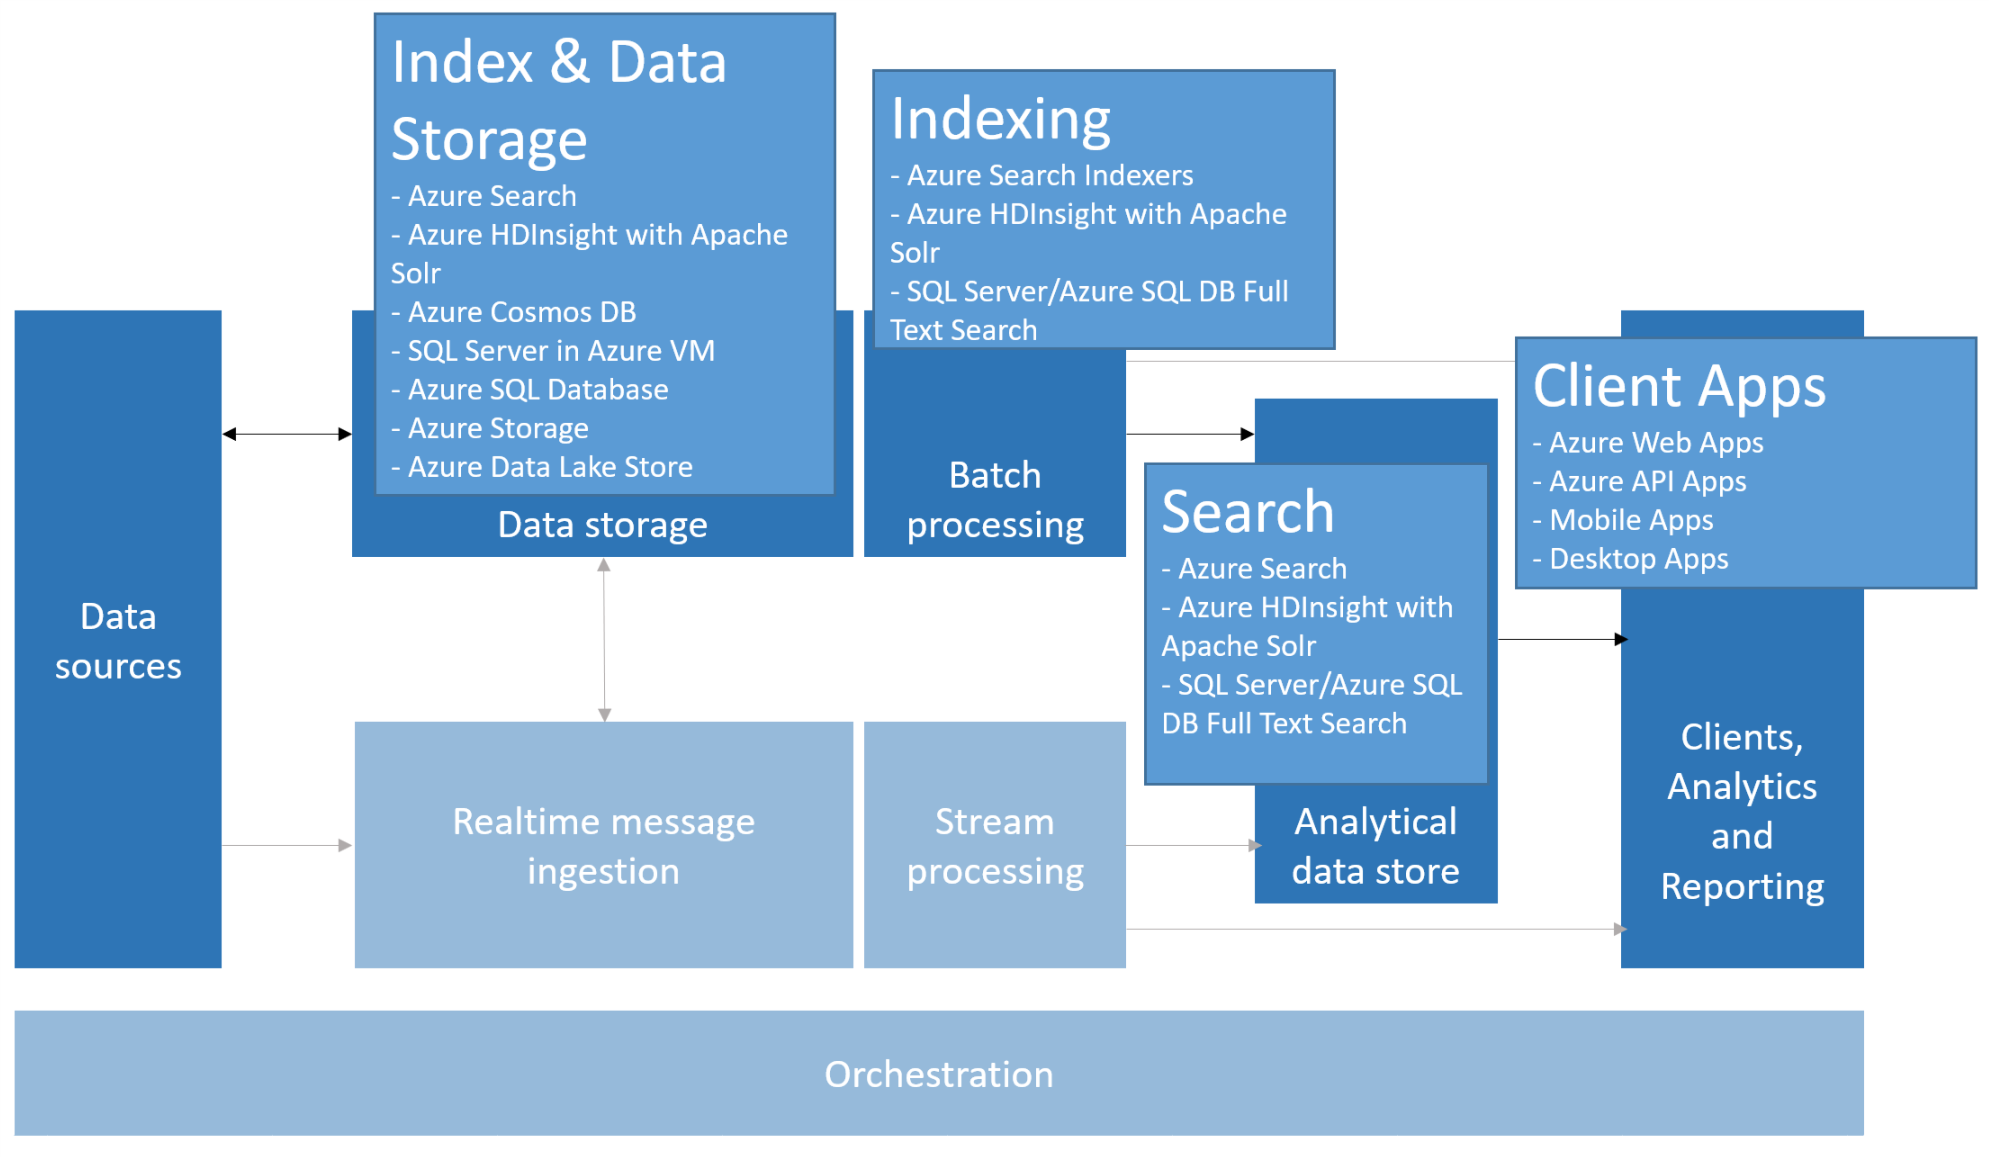 Index & Data
Storage
- Azure Search
- Azure HDInsight with Apache
Solr
- Azure Cosmos DB
- SQL Server in Azure VM
- Azure SQL Database
- Azure Storage
- Azure Data Lake Store
Data storage
Indexing
- Azure Search Indexers
- Azure HDInsight with Apache
Solr
- SQL Server/Azure SQL DB Full
Text Search
Batch
processing
Client Apps
- Azure Web Apps
- Azure API Apps
- Mobile Apps
- Desktop Apps
Search
- Azure Search
- Azure HDInsight with
Apache Solr
- SQL Server/Azure SQL
DB Full Text Search
Data
sources
Realtime message
ingestion
Stream
processing
Analytical
data store
Clients,
Analytics
and
Reporting
Orchestration